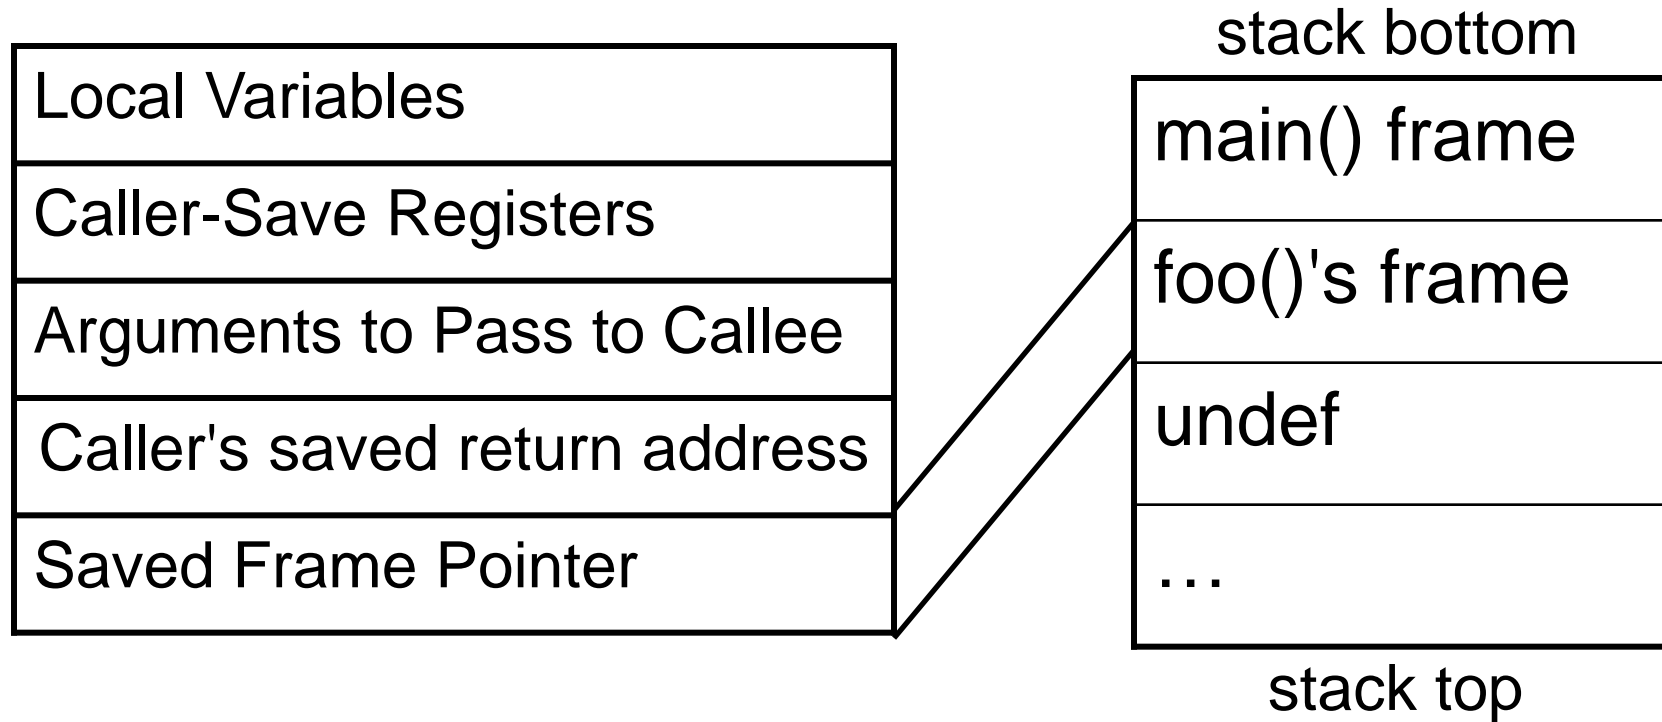 Local Variables
Caller-Save Registers
Arguments to Pass to Callee
Caller's saved return address
Saved Frame Pointer
stack bottom
main() frame
foo()'s frame
undef
…
stack top